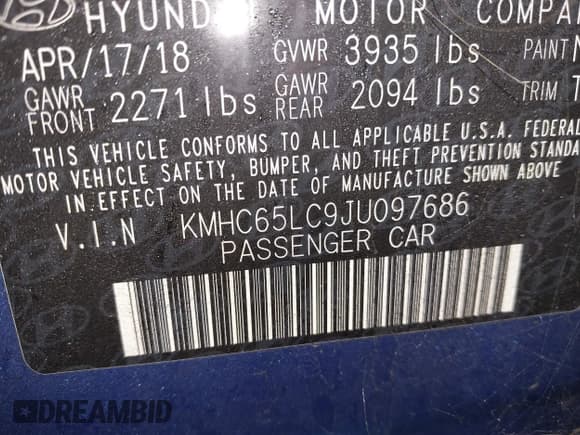 HYUNDAI MOTOR COMPA
APR/17/18 GVWR 3935 lbs PAINT
GAWR FRONT 2271 lbs GAWR REAR 2094 lbs TRIM T
THIS VEHICLE CONFORMS TO ALL APPLICABLE U.S.A. FEDERAL
MOTOR VEHICLE SAFETY, BUMPER, AND THEFT PREVENTION STANDA
IN EFFECT ON THE DATE OF MANUFACTURE SHOWN ABOVE
V.I.N KMHC65LC9JU097686
PASSENGER CAR
DREAMBID